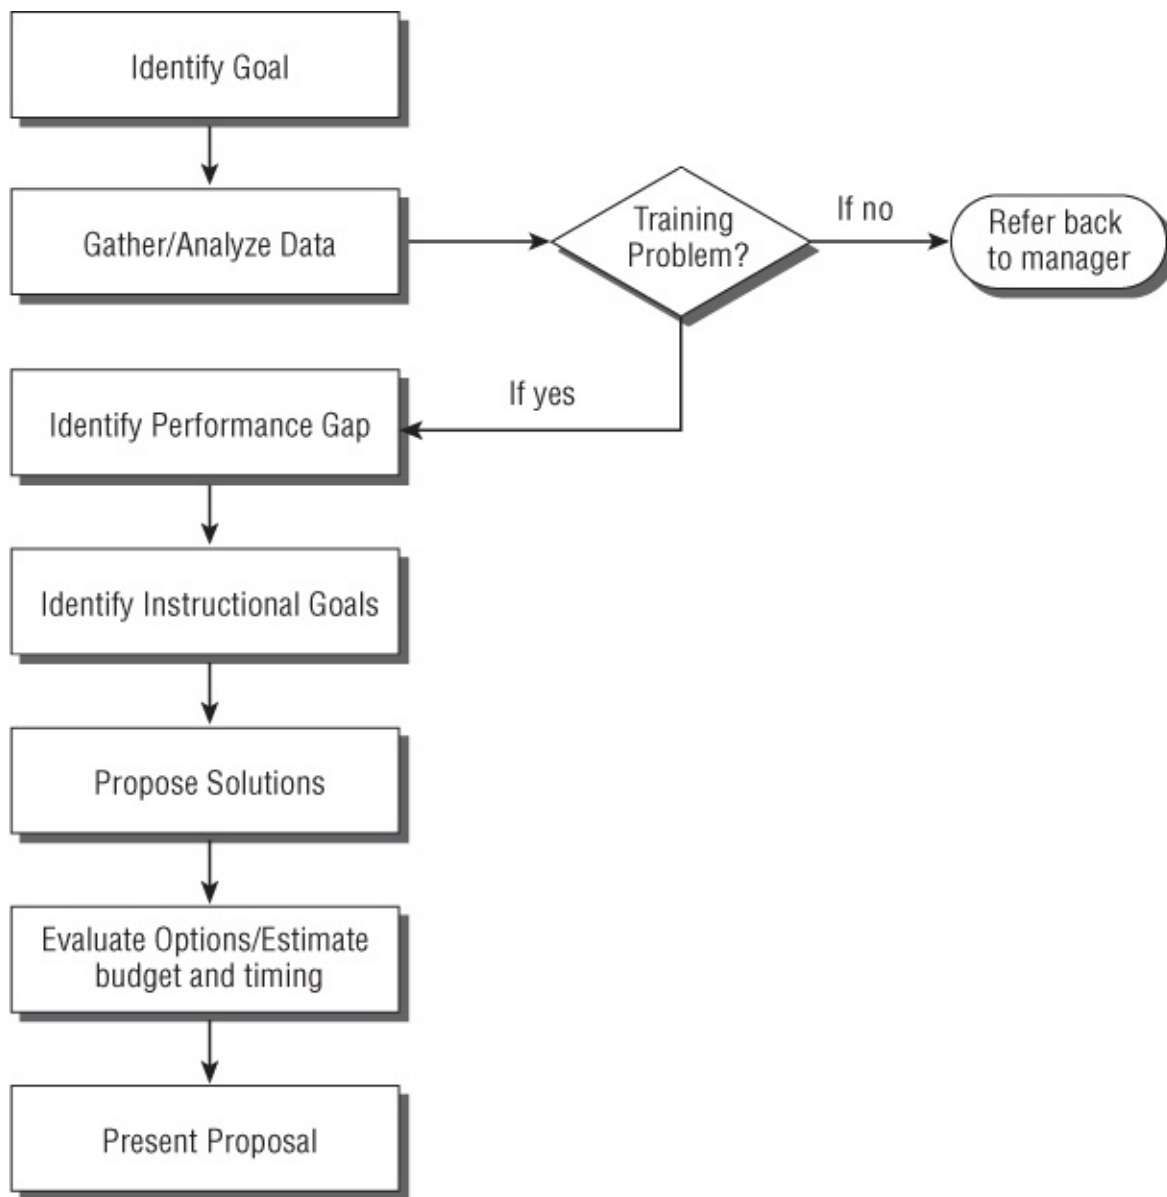 Identify Goal
Gather/Analyze Data
Training
Problem?
If no
Refer back
to manager
If yes
Identify Performance Gap
Identify Instructional Goals
Propose Solutions
Evaluate Options/Estimate
budget and timing
Present Proposal